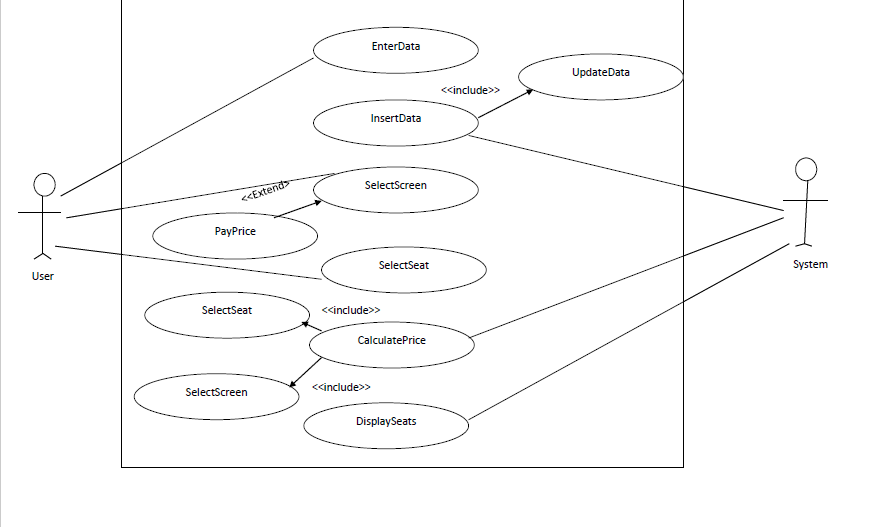 EnterData
UpdateData
<<include>>
InsertData
<<Extend>
SelectScreen
PayPrice
User
System
SelectSeat
SelectSeat
<<include>>
CalculatePrice
<<include>>
SelectScreen
DisplaySeats